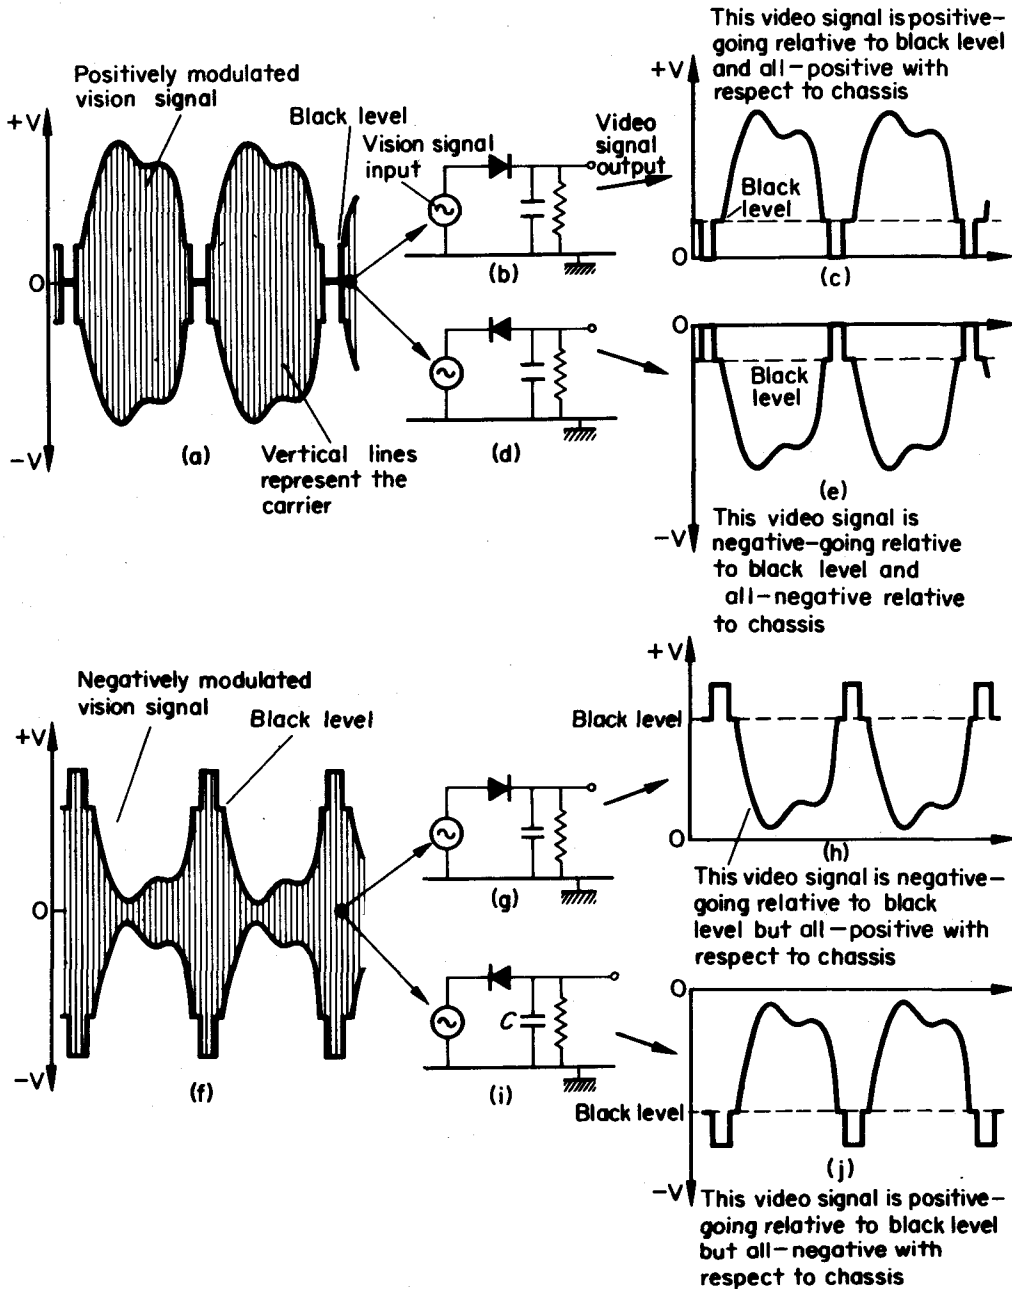 This video signal is positive-
going relative to black level
and all-positive with
respect to chassis
Positively modulated
vision signal
Black level
Vision signal
input
Video
signal
output
+V
O
-V
(a)
Vertical lines
represent the
carrier
(b)
+V
Black
level
O
(c)
(d)
O
Black
level
(e)
-V
This video signal is
negative-going relative
to black level and
all-negative relative
to chassis
Negatively modulated
vision signal
Black level
+V
O
-V
(f)
(g)
+V
Black level
O
(h)
This video signal is negative-
going relative to black
level but all-positive with
respect to chassis
C
(i)
O
Black level
(j)
-V
This video signal is positive-
going relative to black level
but all-negative with
respect to chassis